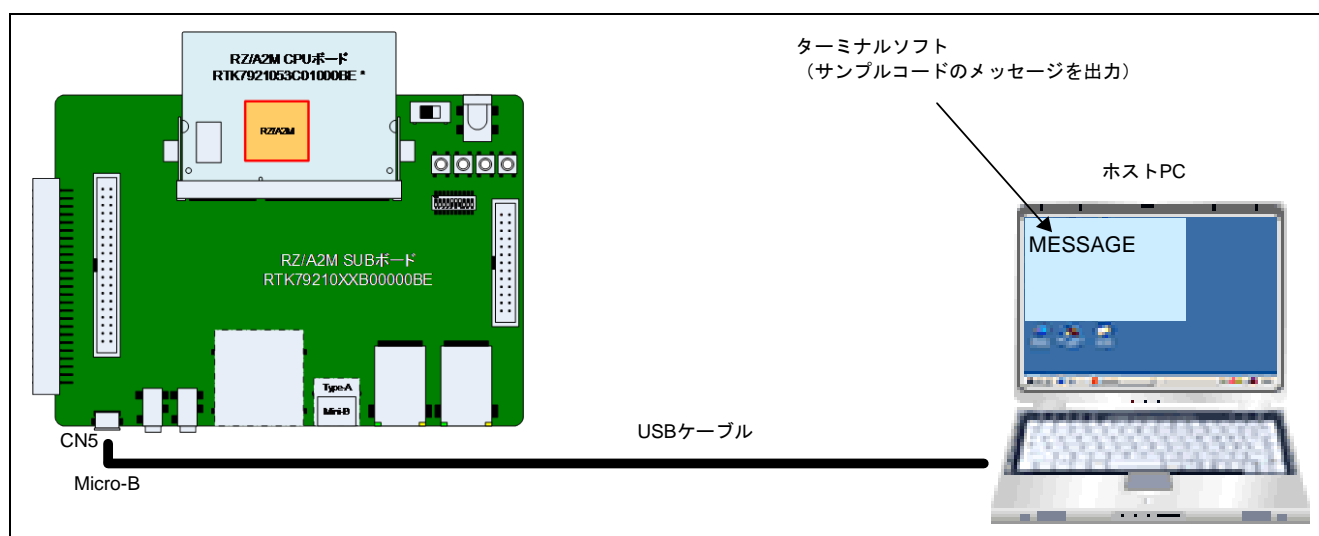 RZ/A2M CPUボード
RTK7921053C01000BE *
RZ/A2M
RZ/A2M SUBボード
RTK79210XXB00000BE
Type-A
Mini-B
CN5
Micro-B
USBケーブル
ターミナルソフト
（サンプルコードのメッセージを出力）
ホストPC
MESSAGE